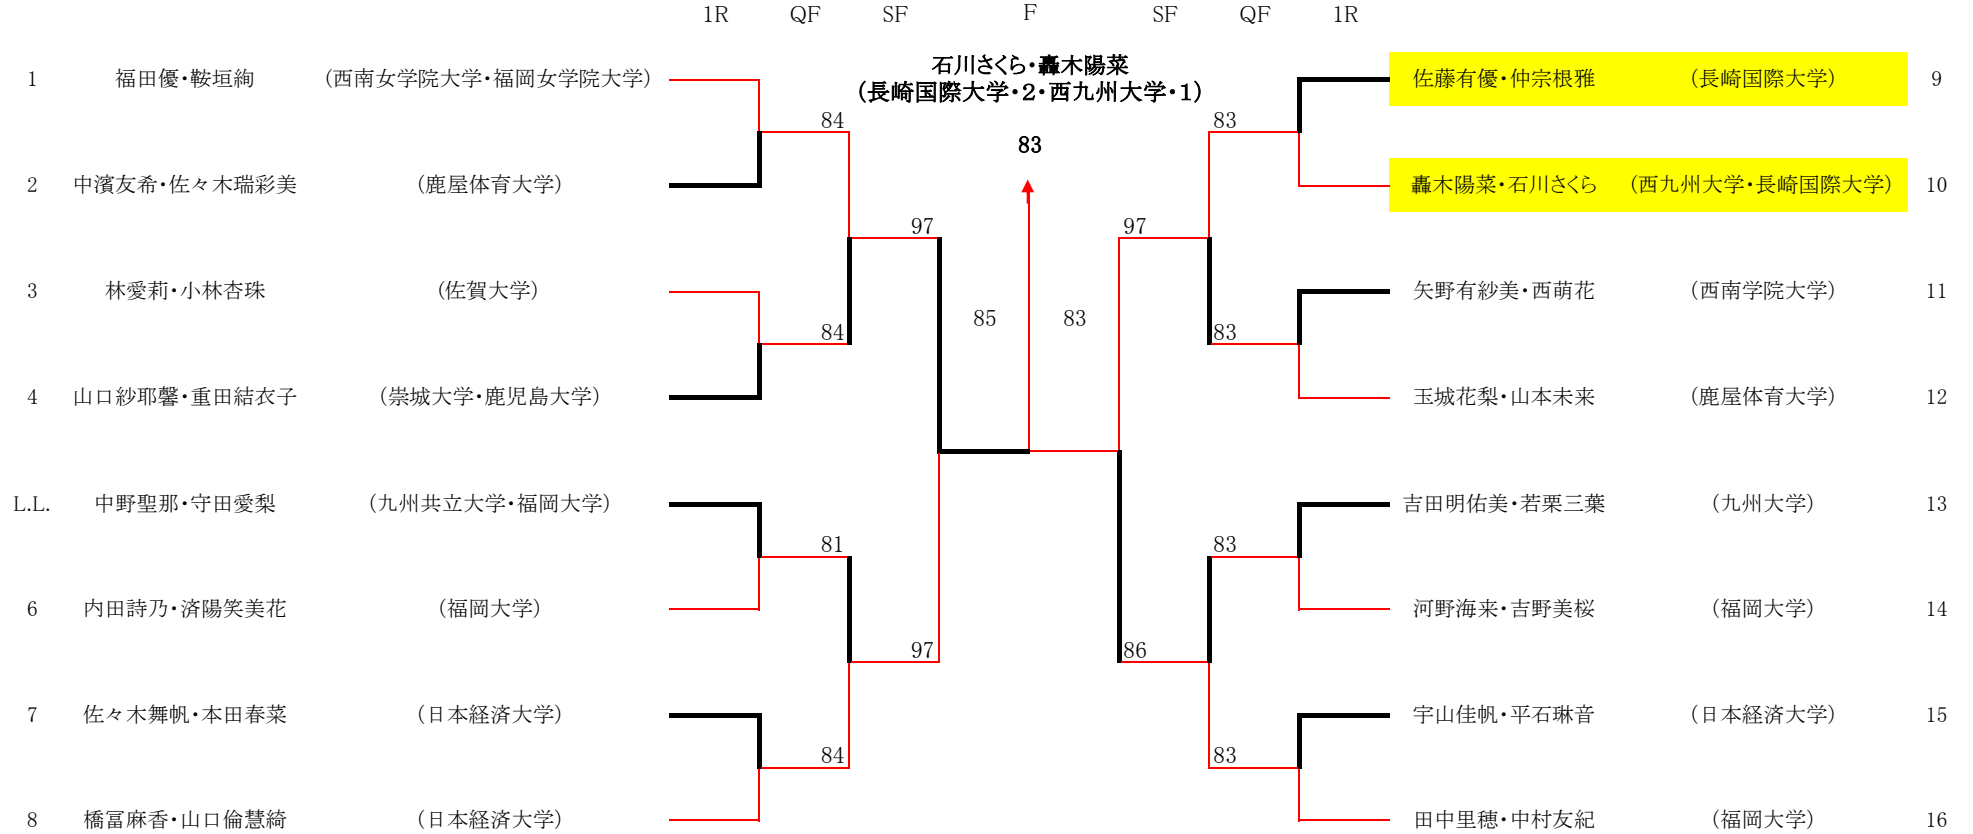 1R QF SF F SF QF 1R
石川さくら・轟木陽菜
(長崎国際大学・2・西九州大学・1)
83
1 福田優・鞍垣絢 (西南女学院大学・福岡女学院大学)
84
2 中濱友希・佐々木瑞彩美 (鹿屋体育大学)
97
3 林愛莉・小林杏珠 (佐賀大学)
84
4 山口紗耶馨・重田結衣子 (崇城大学・鹿児島大学)
85
L.L. 中野聖那・守田愛梨 (九州共立大学・福岡大学)
81
6 内田詩乃・済陽笑美花 (福岡大学)
97
7 佐々木舞帆・本田春菜 (日本経済大学)
84
8 橋冨麻香・山口倫慧綺 (日本経済大学)
佐藤有優・仲宗根雅 (長崎国際大学) 9
83
轟木陽菜・石川さくら (西九州大学・長崎国際大学) 10
97
矢野有紗美・西萌花 (西南学院大学) 11
83
玉城花梨・山本未来 (鹿屋体育大学) 12
83
吉田明佑美・若栗三葉 (九州大学) 13
83
河野海来・吉野美桜 (福岡大学) 14
86
宇山佳帆・平石琳音 (日本経済大学) 15
83
田中里穂・中村友紀 (福岡大学) 16